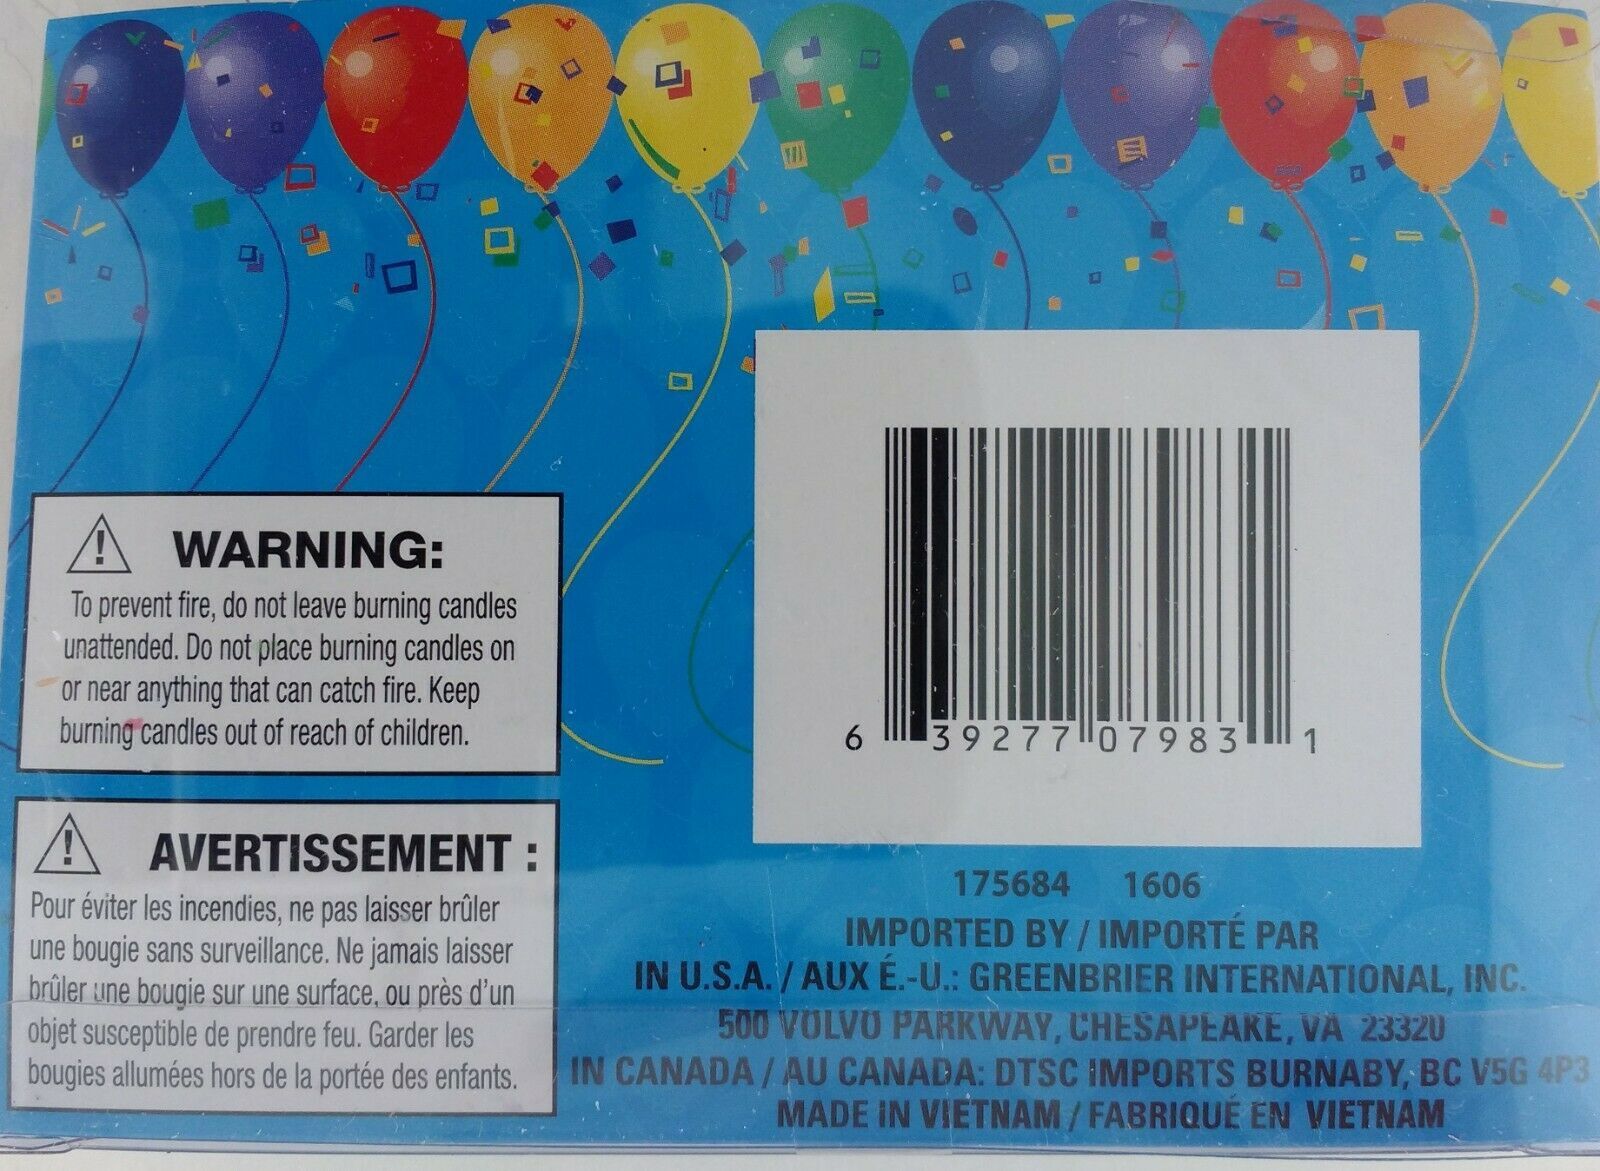 WARNING:
To prevent fire, do not leave burning candles
unattended. Do not place burning candles on
or near anything that can catch fire. Keep
burning candles out of reach of children.
AVERTISSEMENT :
Pour éviter les incendies, ne pas laisser brûler
une bougie sans surveillance. Ne jamais laisser
brûler une bougie sur une surface, ou près d'un
objet susceptible de prendre feu. Garder les
bougies allumées hors de la portée des enfants.
6 39277 07983 1
175684 1606
IMPORTED BY / IMPORTÉ PAR
IN U.S.A. / AUX É.-U.: GREENBRIER INTERNATIONAL, INC.
500 VOLVO PARKWAY, CHESAPEAKE, VA 23320
IN CANADA / AU CANADA: DTSC IMPORTS BURNABY, BC V5G 4P3
MADE IN VIETNAM / FABRIQUÉ EN VIETNAM